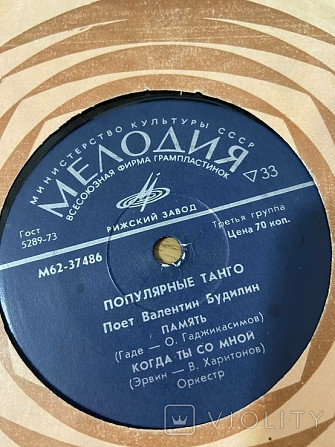 МИНИСТЕРСТВО КУЛЬТУРЫ СССР
МЕЛОДИЯ
ВСЕСОЮЗНАЯ ФИРМА ГРАМПЛАСТИНОК
33
РИЖСКИЙ ЗАВОД
Гост
5289-73
Третья группа
Цена 70 коп.
М62-37486
ПОПУЛЯРНЫЕ ТАНГО
Поет Валентин Будилин
ПАМЯТЬ
(Гаде — О. Гаджикасимов)
КОГДА ТЫ СО МНОЙ
(Эрвин — В. Харитонов)
Оркестр
VIOLITY